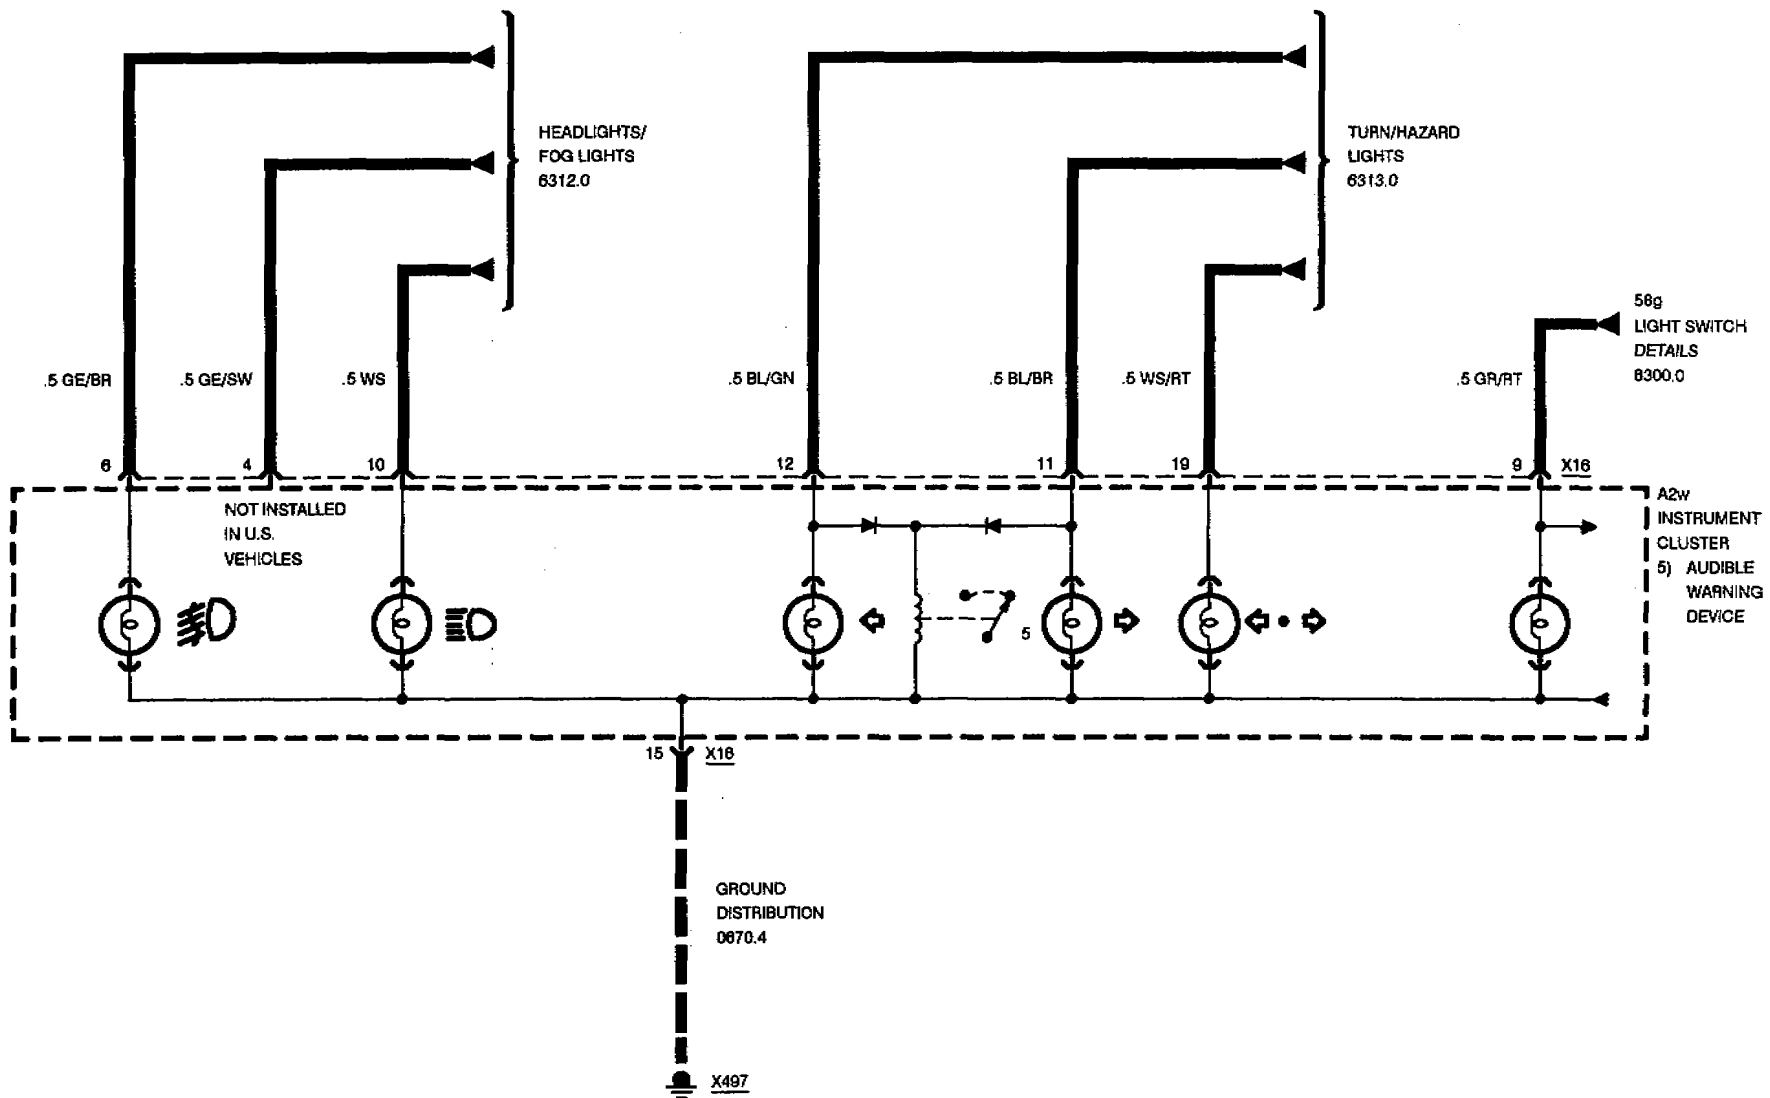 HEADLIGHTS/
FOG LIGHTS
6312.0
TURN/HAZARD
LIGHTS
6313.0
58g
LIGHT SWITCH
DETAILS
6300.0
.5 GE/BR
.5 GE/SW
.5 WS
.5 BL/GN
.5 BL/BR
.5 WS/RT
.5 GR/RT
6
4
10
12
11
19
9
X16
NOT INSTALLED
IN U.S.
VEHICLES
A2w
INSTRUMENT
CLUSTER
5) AUDIBLE
WARNING
DEVICE
5
15
X16
GROUND
DISTRIBUTION
0670.4
X497